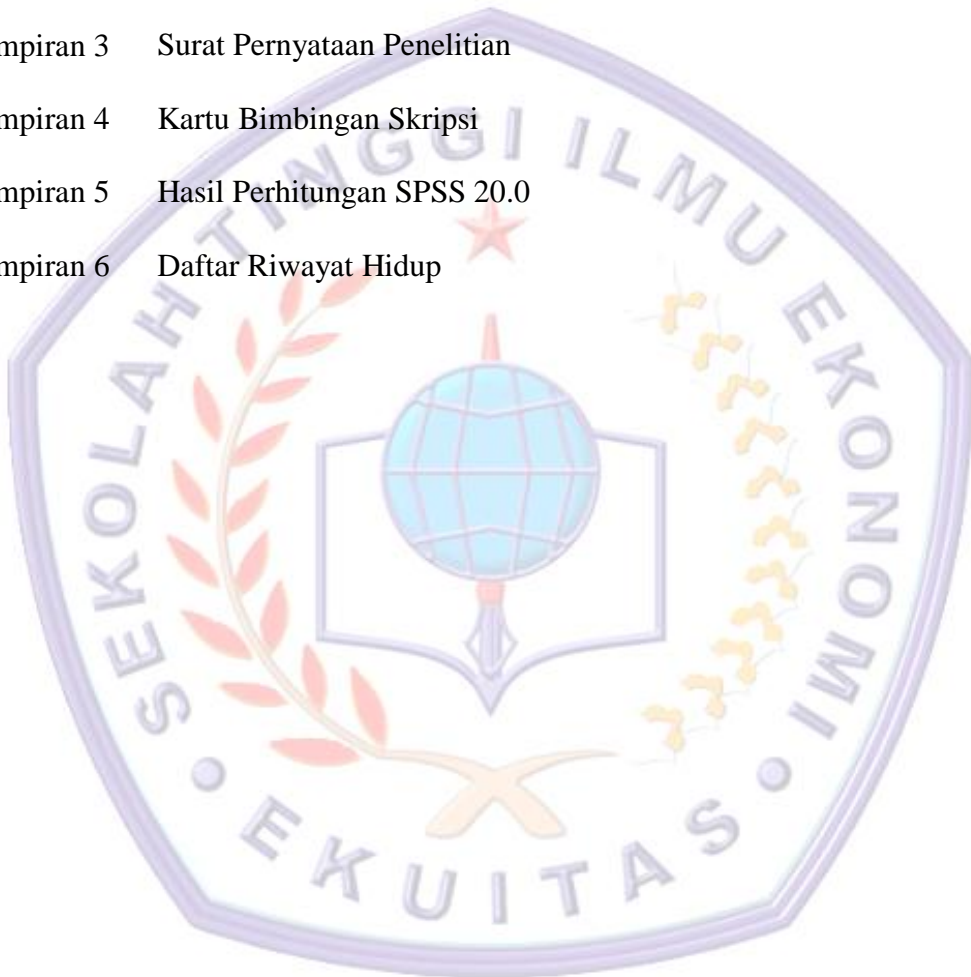 mpiran 3 Surat Pernyataan Penelitian
mpiran 4 Kartu Bimbingan Skripsi
mpiran 5 Hasil Perhitungan SPSS 20.0
mpiran 6 Daftar Riwayat Hidup
SEKOLAH TINGGI ILMU EKONOMI
• EKUITAS •